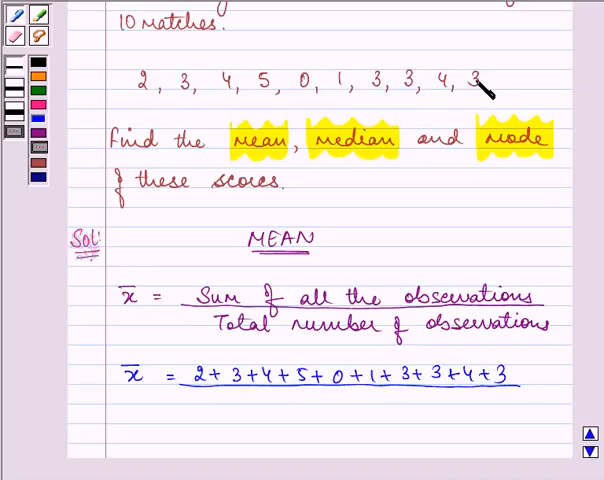 10 matches.
2, 3, 4, 5, 0, 1, 3, 3, 4, 3
Find the mean, median and mode
of these scores.
Sol:
MEAN
x̄ = Sum of all the observations
Total number of observations
x̄ = 2+3+4+5+0+1+3+3+4+3